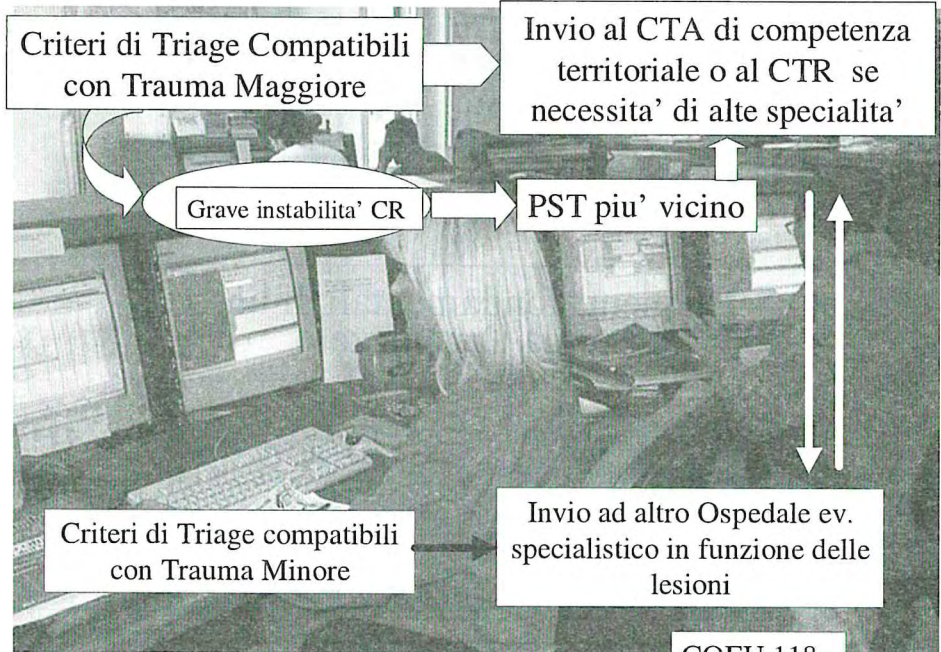 Criteri di Triage Compatibili
con Trauma Maggiore
Invio al CTA di competenza
territoriale o al CTR se
necessita' di alte specialita'
Grave instabilita' CR
PST piu' vicino
Criteri di Triage compatibili
con Trauma Minore
Invio ad altro Ospedale ev.
specialistico in funzione delle
lesioni
118